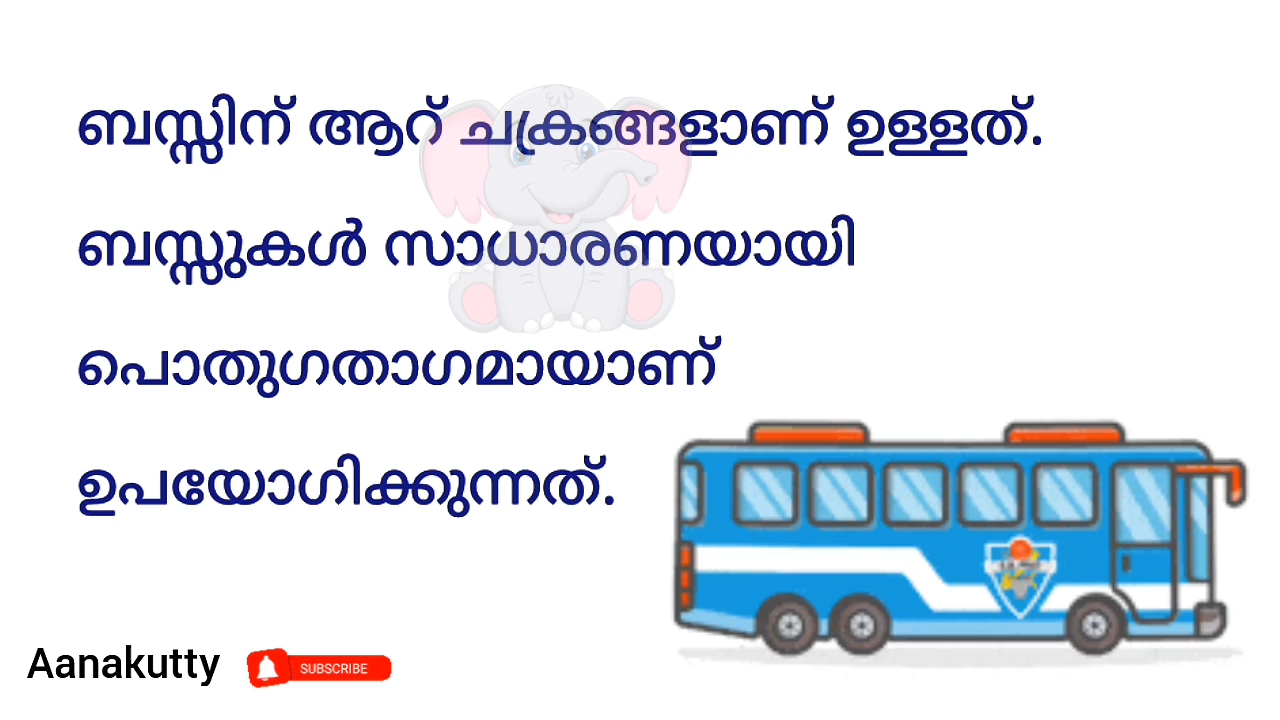 ബസ്സിന് ആറ് ചക്രങ്ങളാണ് ഉള്ളത്.
ബസ്സുകൾ സാധാരണയായി
പൊതുഗതാഗമായാണ്
ഉപയോഗിക്കുന്നത്.
Aanakutty
SUBSCRIBE